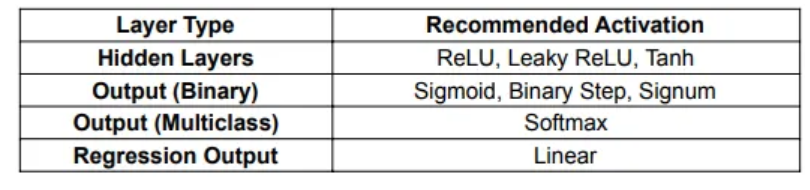 Layer Type Recommended Activation
Hidden Layers ReLU, Leaky ReLU, Tanh
Output (Binary) Sigmoid, Binary Step, Signum
Output (Multiclass) Softmax
Regression Output Linear